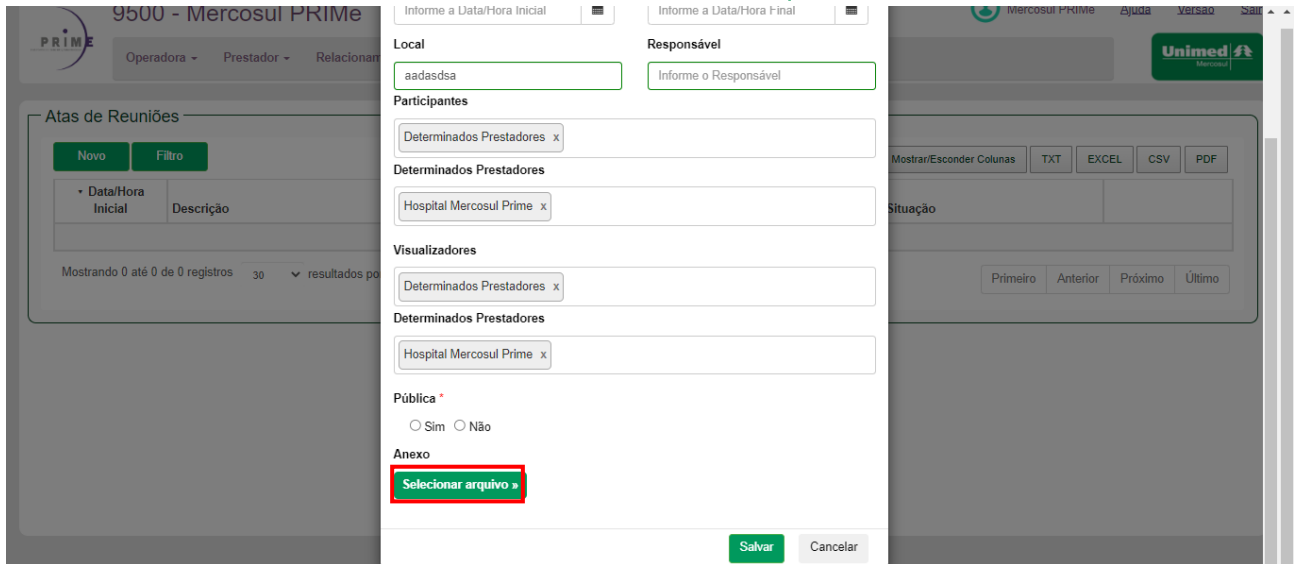 9500 - Mercosul PRIMe
PRIME
Informe a Data/Hora Inicial
Informe a Data/Hora Final
Mercosul PRIMe Ajuda Versão Sair
Operadora Prestador Relacionam
Unimed
Mercosul
Local
Responsável
aadasdsa
Informe o Responsável
Participantes
Determinados Prestadores x
Determinados Prestadores
Hospital Mercosul Prime x
Visualizadores
Determinados Prestadores x
Determinados Prestadores
Hospital Mercosul Prime x
Pública *
Sim Não
Anexo
Selecionar arquivo »
Salvar Cancelar
Atas de Reuniões
Novo Filtro
Mostrar/Esconder Colunas TXT EXCEL CSV PDF
Data/Hora
Inicial
Descrição
Situação
Mostrando 0 até 0 de 0 registros 30 resultados po
Primeiro Anterior Próximo Último